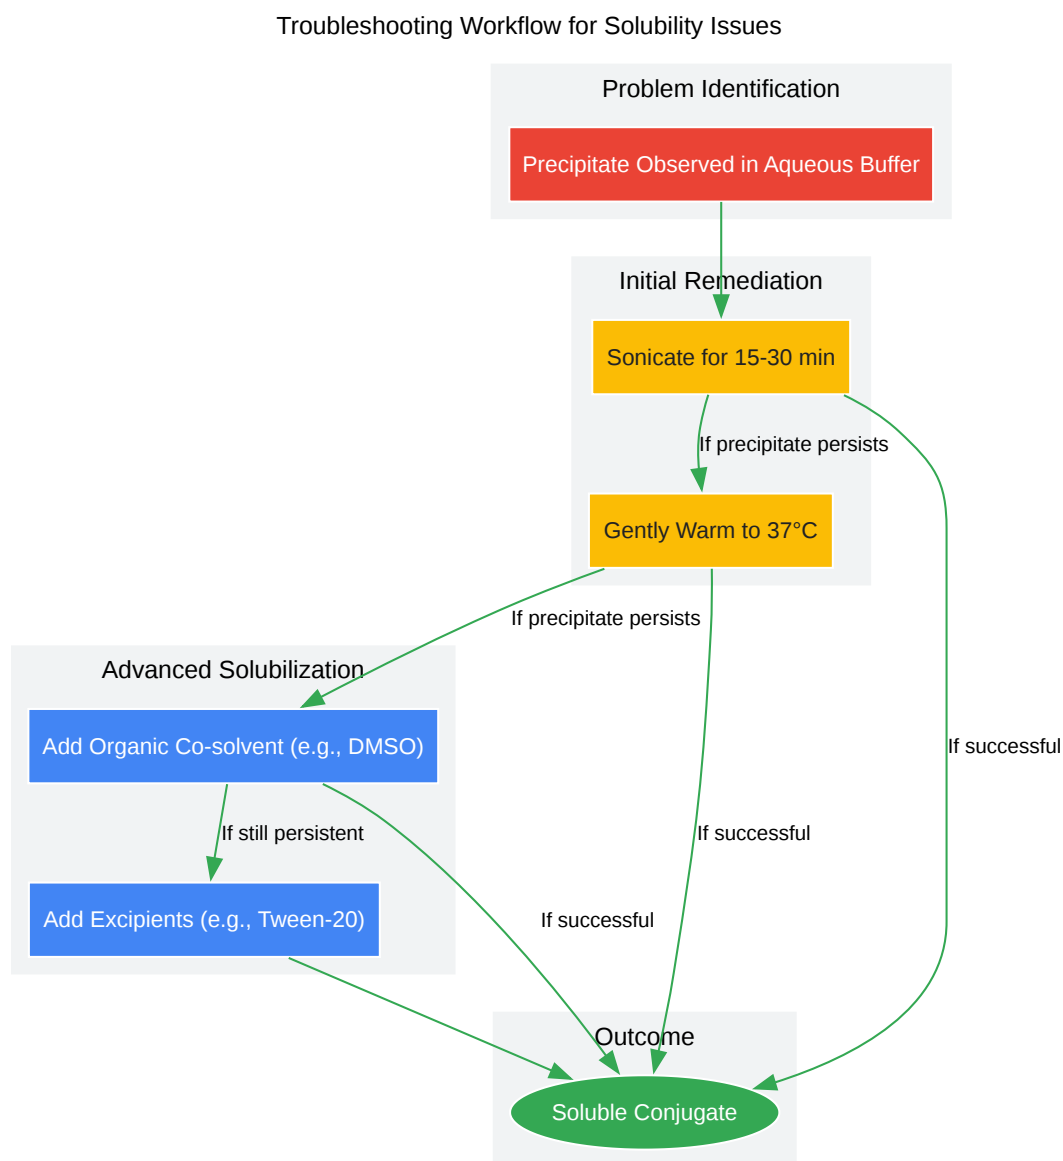 Troubleshooting Workflow for Solubility Issues
Problem Identification
Precipitate Observed in Aqueous Buffer
Initial Remediation
Sonicate for 15-30 min
If precipitate persists
Gently Warm to 37°C
If precipitate persists
Advanced Solubilization
Add Organic Co-solvent (e.g., DMSO)
If successful
If still persistent
If successful
Add Excipients (e.g., Tween-20)
If successful
Outcome
Soluble Conjugate